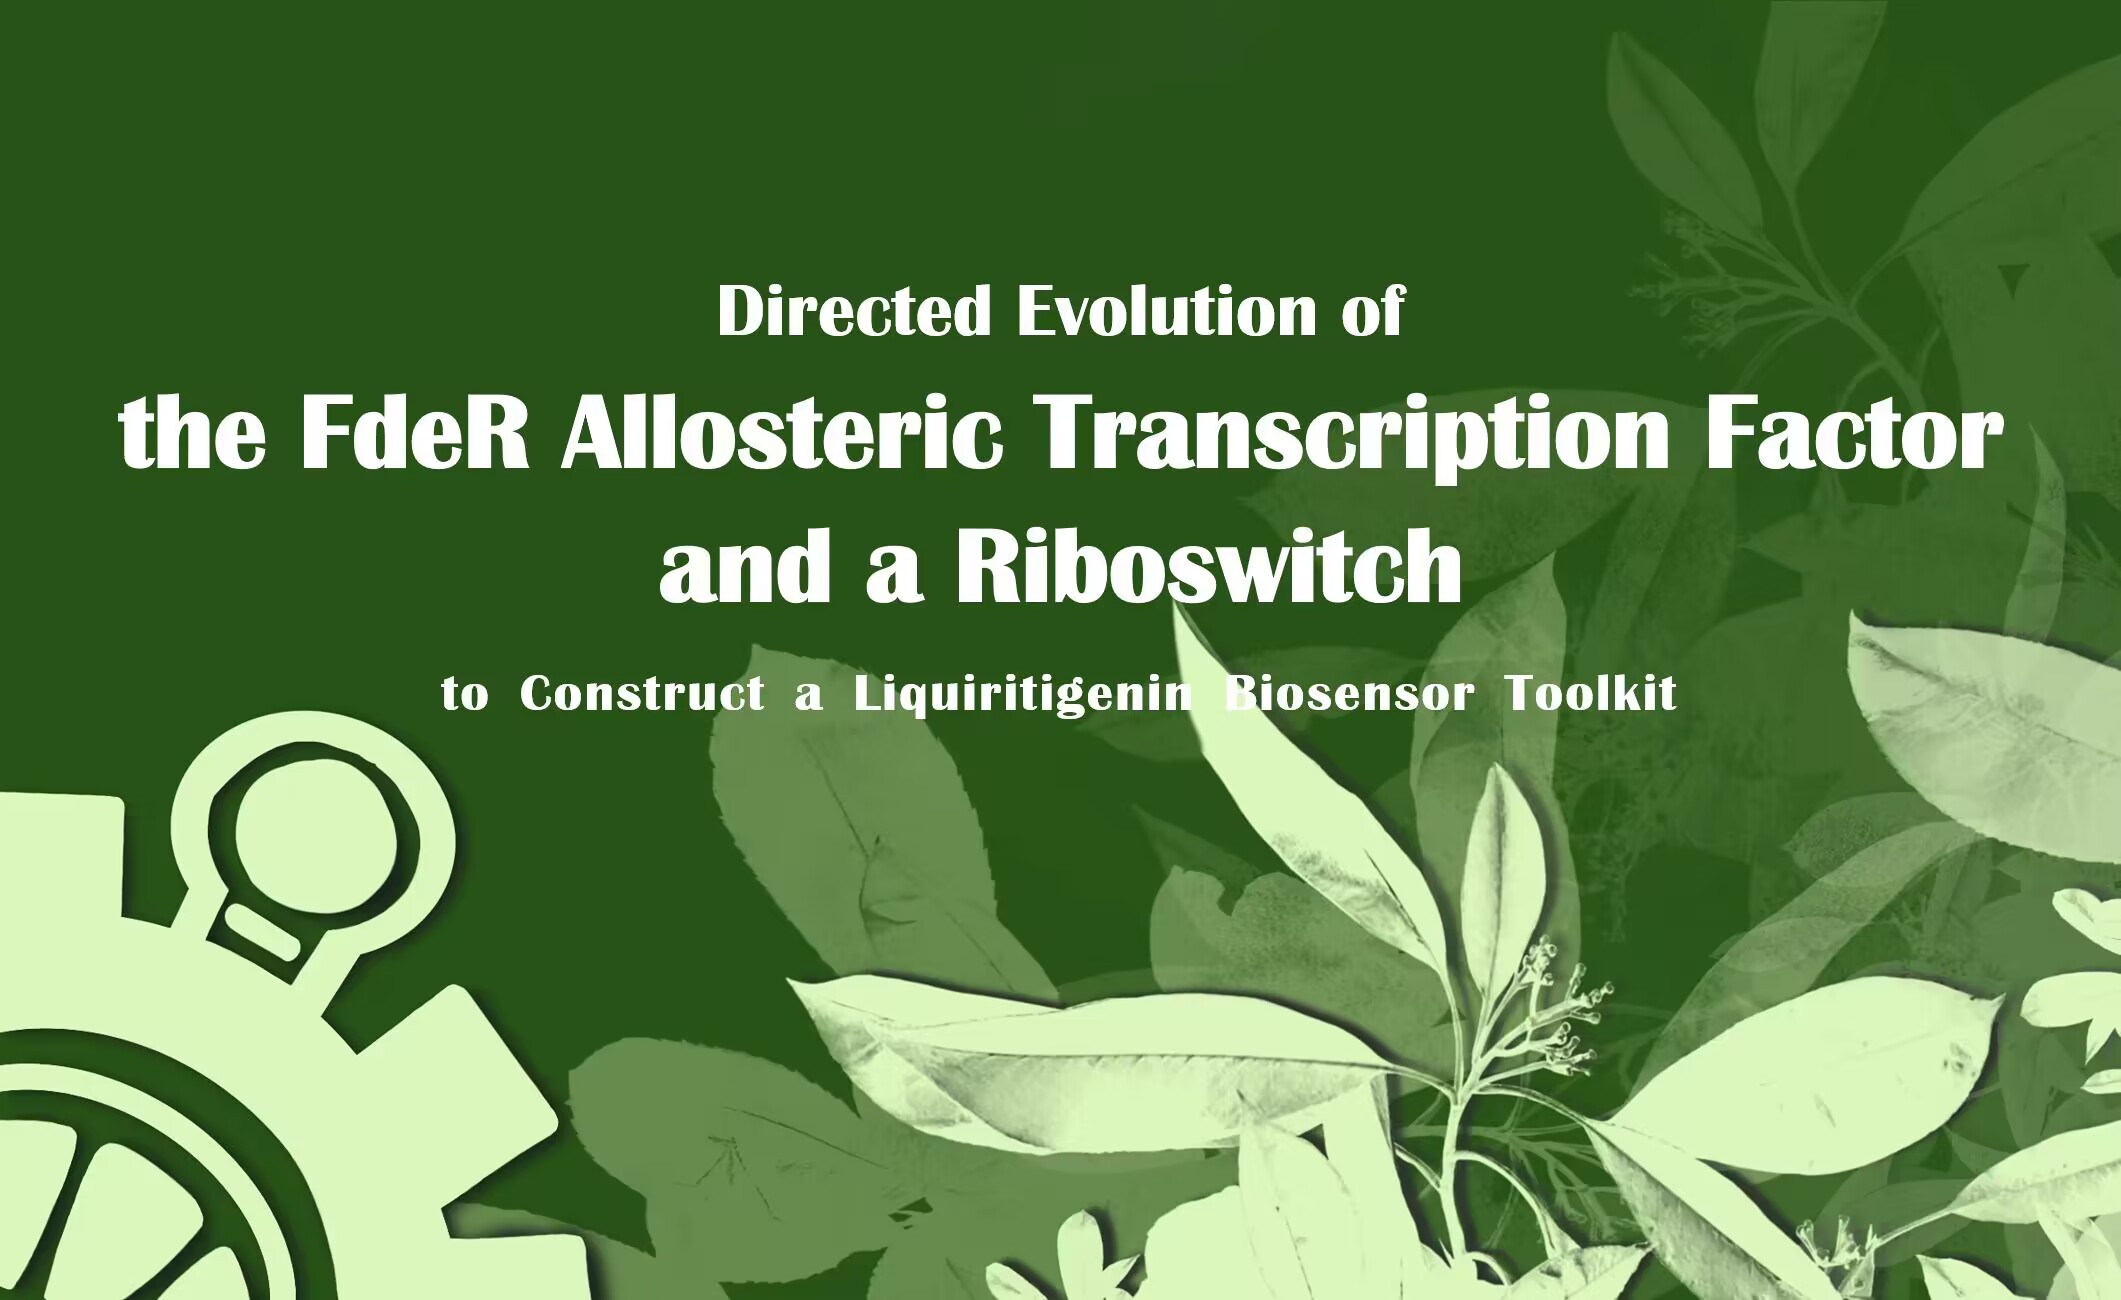 Directed Evolution of
the FdeR Allosteric Transcription Factor
and a Riboswitch
to Construct a Liquiritigenin Biosensor Toolkit